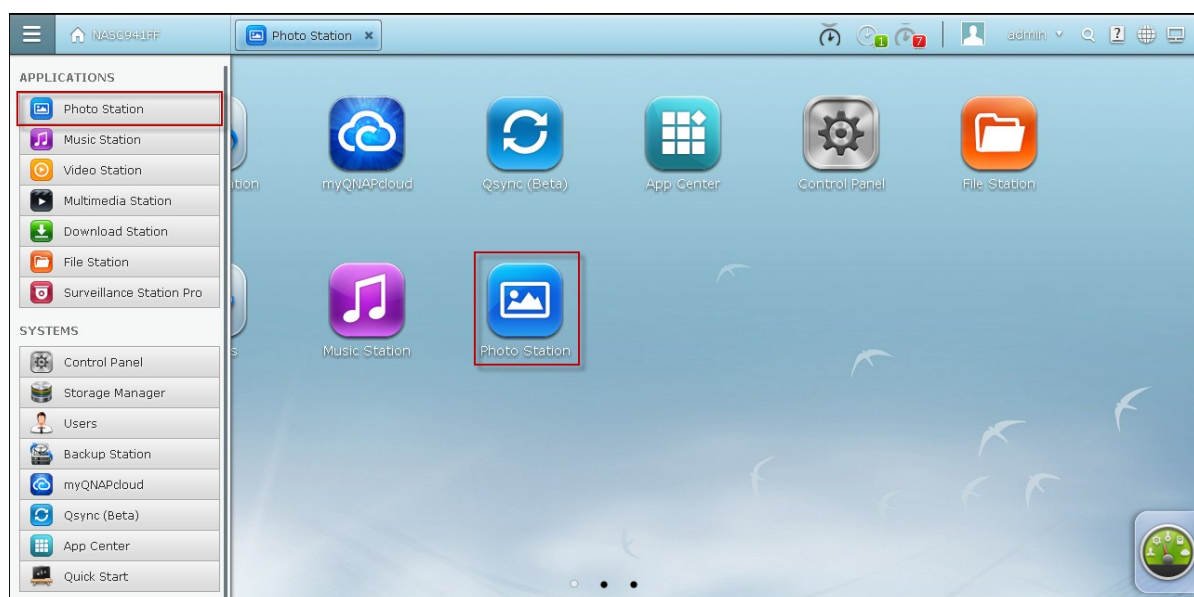 NASC941FF
Photo Station
1
7
admin
?
APPLICATIONS
Photo Station
Music Station
Video Station
Multimedia Station
Download Station
File Station
Surveillance Station Pro
SYSTEMS
Control Panel
Storage Manager
Users
Backup Station
myQNAPcloud
Qsync (Beta)
App Center
Quick Start
myQNAPcloud
Qsync (Beta)
App Center
Control Panel
File Station
Music Station
Photo Station